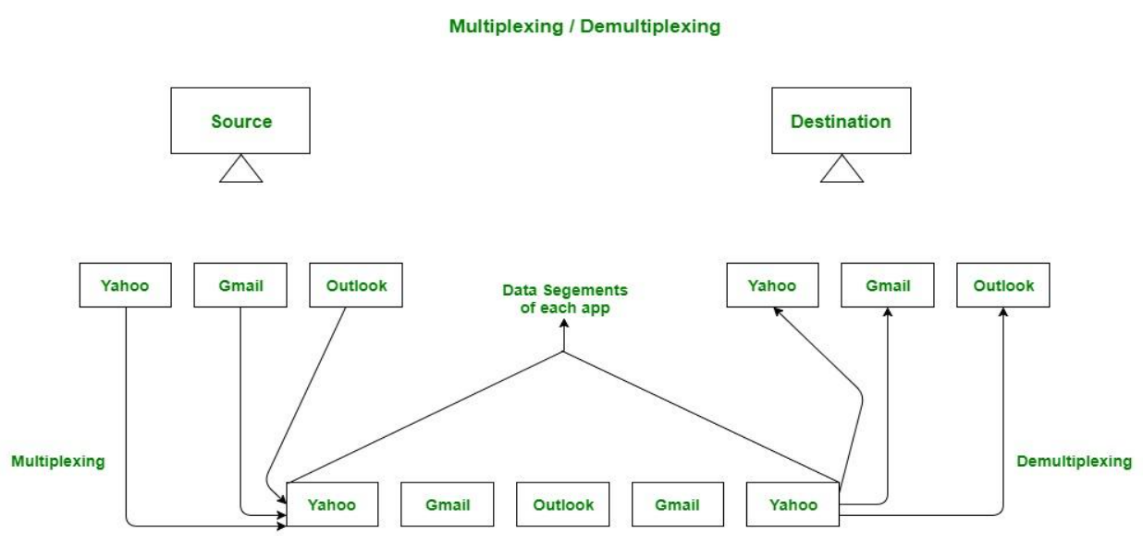 Multiplexing / Demultiplexing
Source
Destination
Yahoo
Gmail
Outlook
Data Segements
of each app
Yahoo
Gmail
Outlook
Multiplexing
Demultiplexing
Yahoo
Gmail
Outlook
Gmail
Yahoo